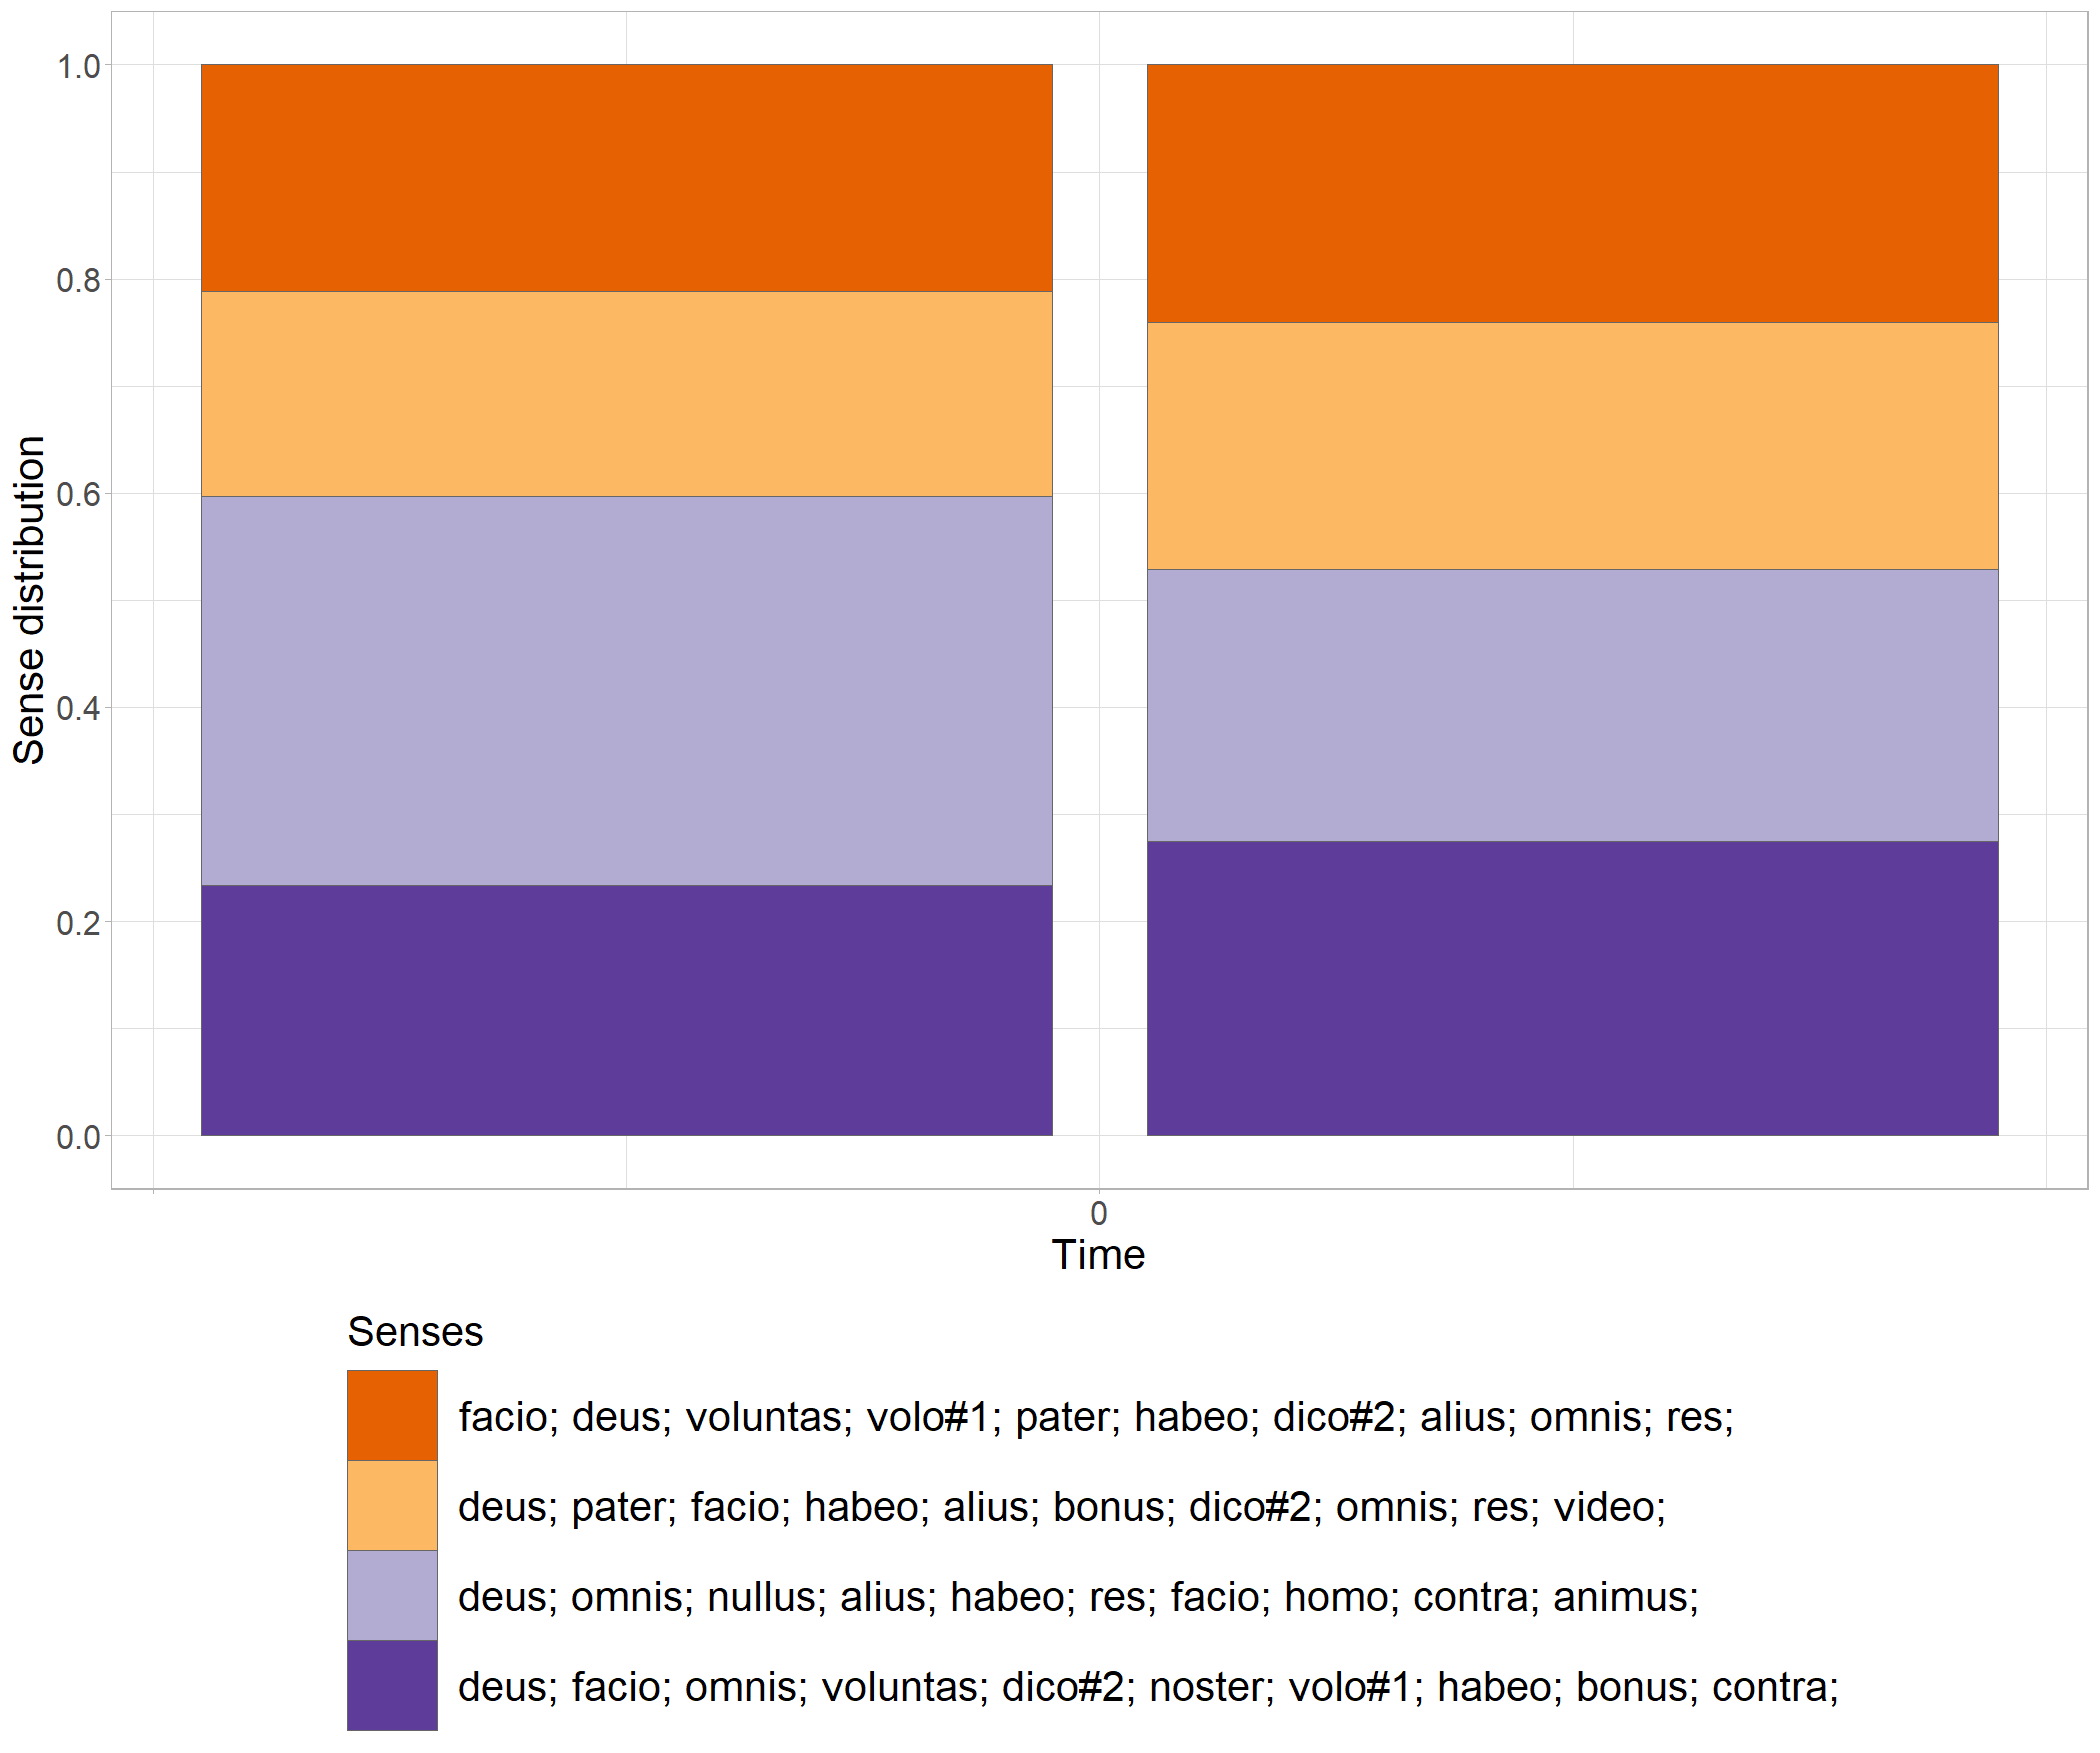 1.0
0.8
0.6
0.4
0.2
0.0
Sense distribution
0
Time
Senses
facio; deus; voluntas; volo#1; pater; habeo; dico#2; alius; omnis; res;
deus; pater; facio; habeo; alius; bonus; dico#2; omnis; res; video;
deus; omnis; nullus; alius; habeo; res; facio; homo; contra; animus;
deus; facio; omnis; voluntas; dico#2; noster; volo#1; habeo; bonus; contra;